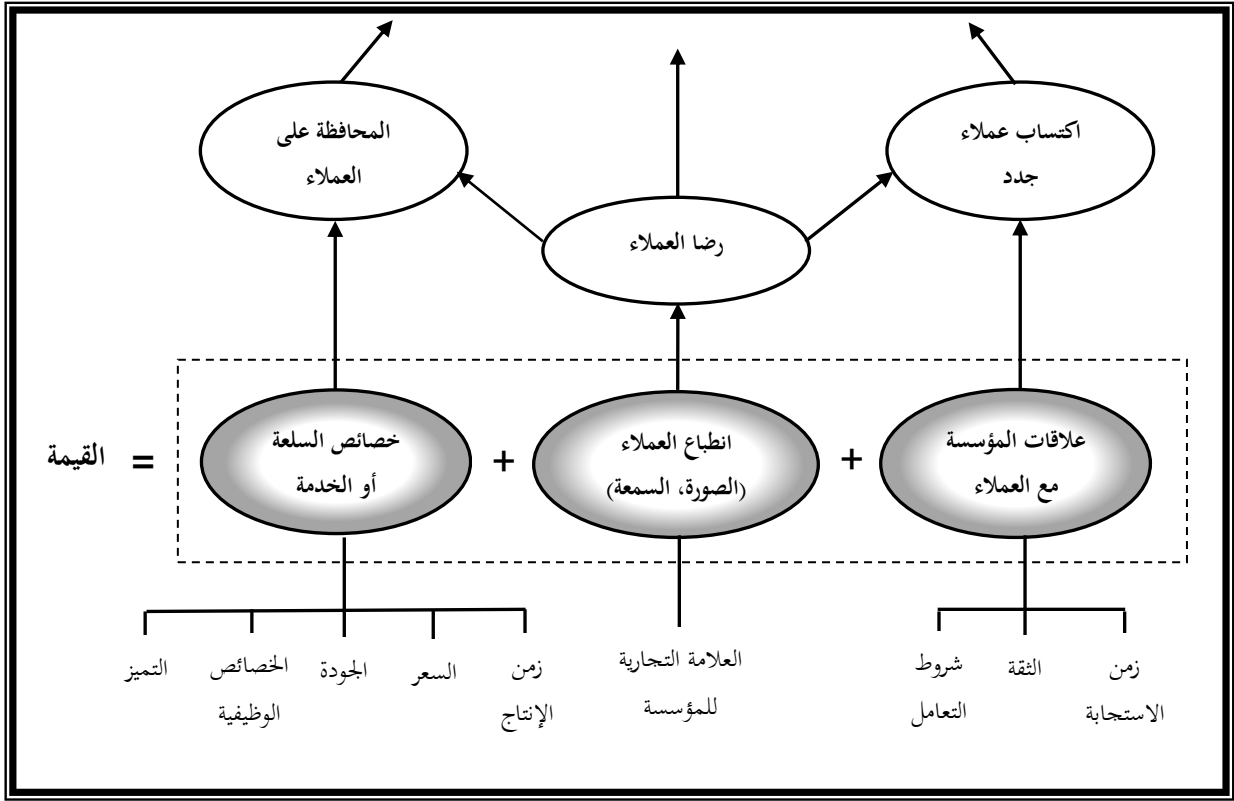 اكتساب عملاء
جدد
المحافظة على
العملاء
رضا العملاء
علاقات المؤسسة
مع العملاء
+
انطباع العملاء
(الصورة، السمعة)
+
خصائص السلعة
أو الخدمة
=
القيمة
زمن
الاستجابة
الثقة
شروط
التعامل
العلامة التجارية
للمؤسسة
زمن
الإنتاج
السعر
الجودة
الخصائص
الوظيفية
التميز